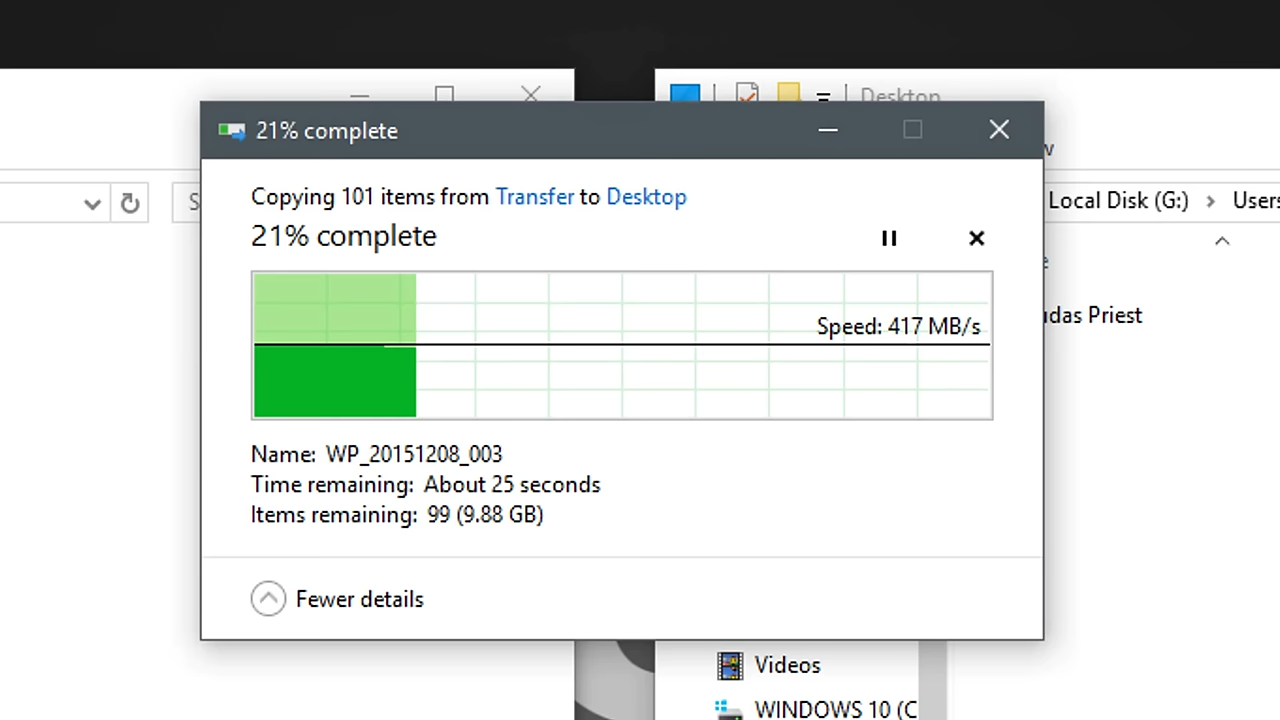 Desktop
21% complete
Local Disk (G:)
Users
Copying 101 items from Transfer to Desktop
21% complete
Speed: 417 MB/s
Name: WP_20151208_003
Time remaining: About 25 seconds
Items remaining: 99 (9.88 GB)
Fewer details
Priest
Videos
WINDOWS 10 (C